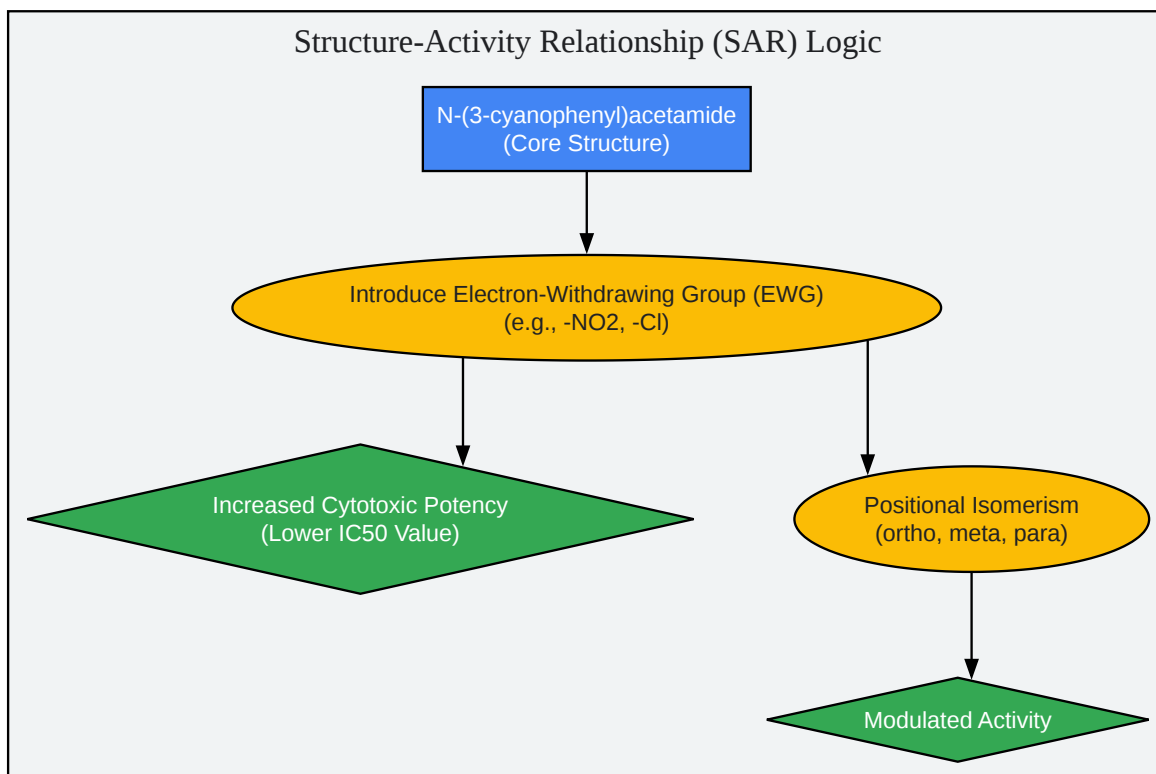 Structure-Activity Relationship (SAR) Logic
N-(3-cyanophenyl)acetamide
(Core Structure)
Introduce Electron-Withdrawing Group (EWG)
(e.g., -NO2, -Cl)
Increased Cytotoxic Potency
(Lower IC50 Value)
Positional Isomerism
(ortho, meta, para)
Modulated Activity